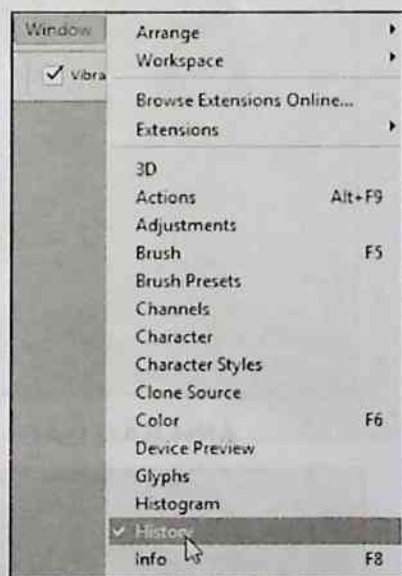 Window
Arrange
Workspace
Vibra
Browse Extensions Online...
Extensions
3D
Actions Alt+F9
Adjustments
Brush F5
Brush Presets
Channels
Character
Character Styles
Clone Source
Color F6
Device Preview
Glyphs
Histogram
History
Info F8